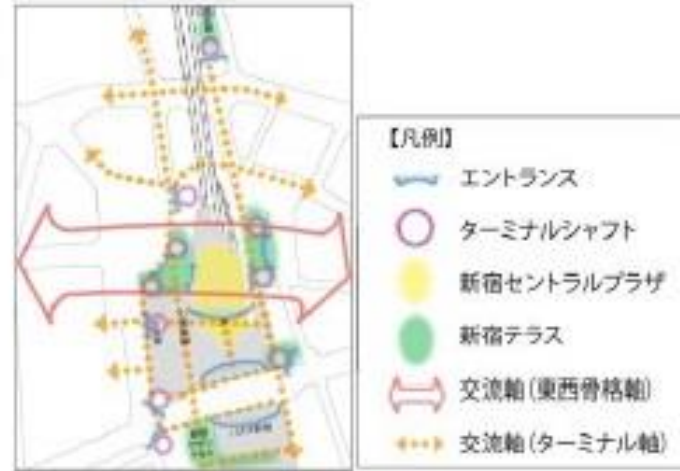 【凡例】
エントランス
ターミナルシャフト
新宿セントラルプラザ
新宿テラス
交流軸(東西骨格軸)
交流軸(ターミナル軸)